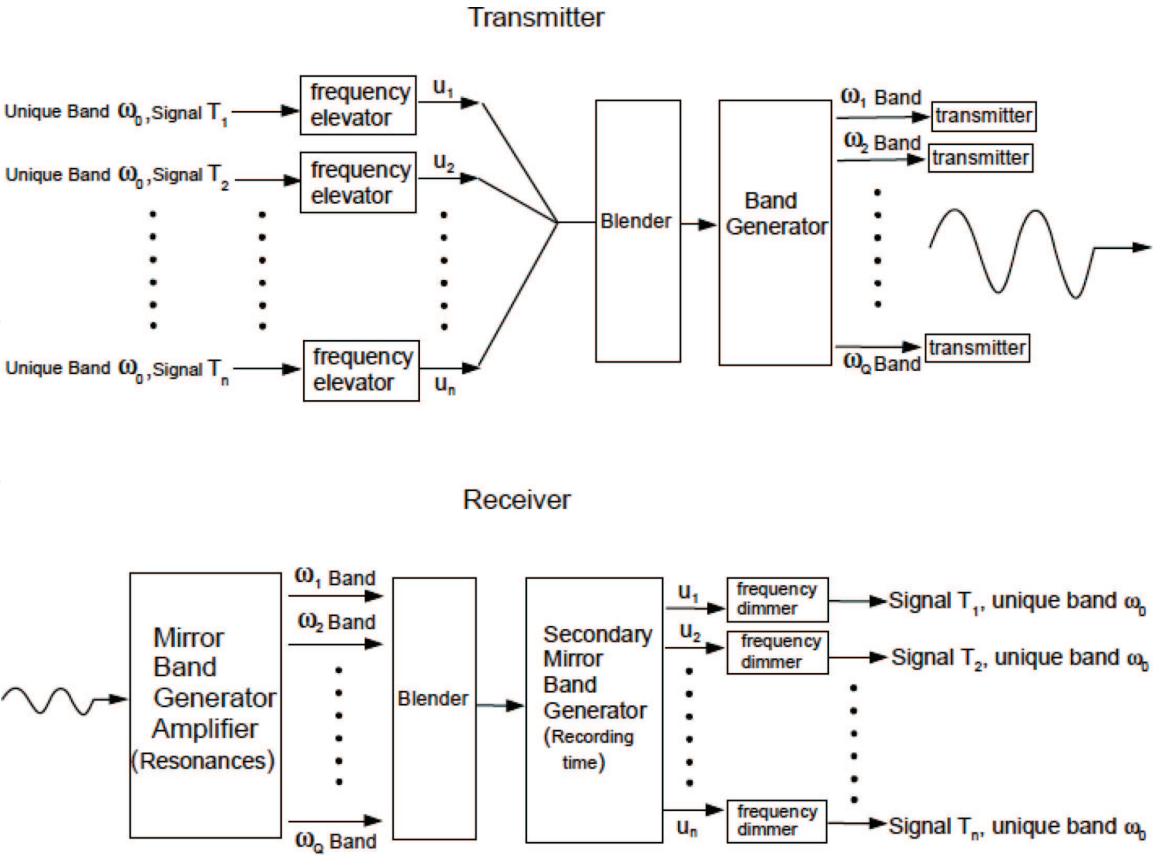 Transmitter
Unique Band ω₀, Signal T₁
frequency
elevator
u₁
Unique Band ω₀, Signal T₂
frequency
elevator
u₂
Unique Band ω₀, Signal Tₙ
frequency
elevator
uₙ
Blender
Band
Generator
ω₁ Band
transmitter
ω₂ Band
transmitter
ω_Q Band
transmitter
Receiver
Mirror
Band
Generator
Amplifier
(Resonances)
ω₁ Band
ω₂ Band
ω_Q Band
Blender
Secondary
Mirror
Band
Generator
(Recording
time)
u₁
frequency
dimmer
Signal T₁, unique band ω₀
u₂
frequency
dimmer
Signal T₂, unique band ω₀
uₙ
frequency
dimmer
Signal Tₙ, unique band ω₀